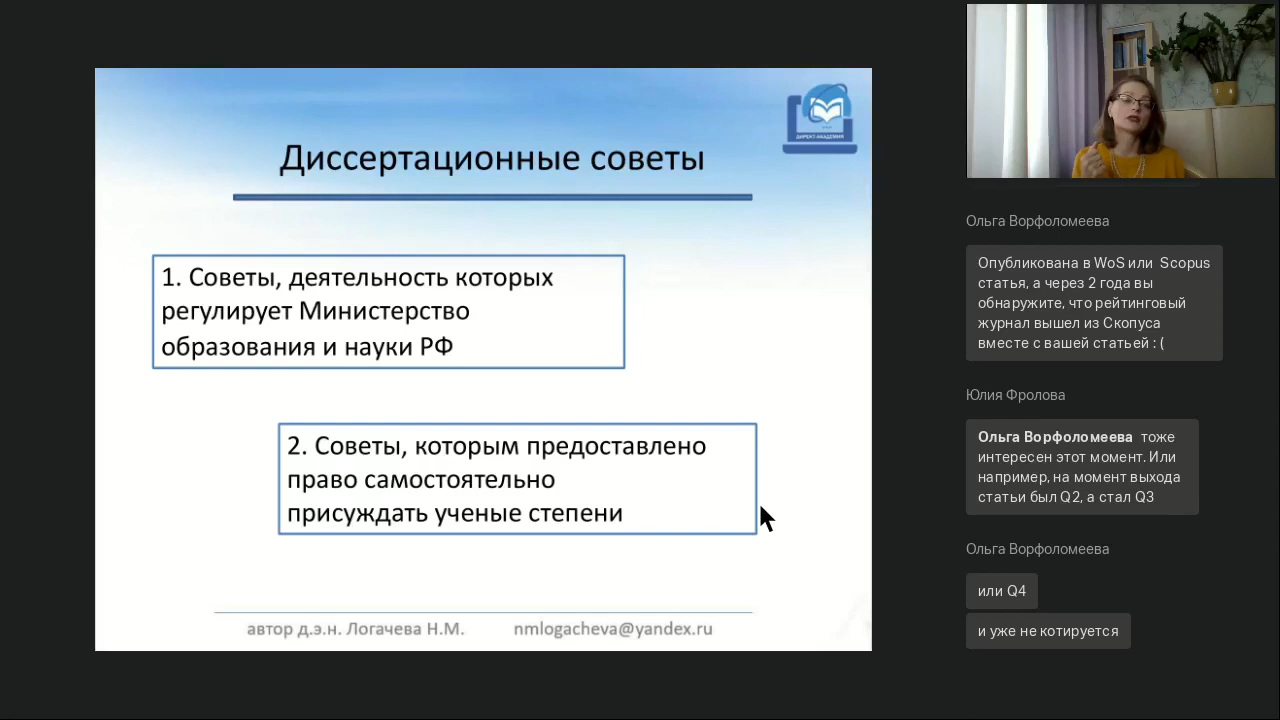 ДИРЕКТ-АКАДЕМИЯ
Диссертационные советы
1. Советы, деятельность которых
регулирует Министерство
образования и науки РФ
2. Советы, которым предоставлено
право самостоятельно
присуждать ученые степени
автор д.э.н. Логачева Н.М. nmlogacheva@yandex.ru
Ольга Ворфоломеева
Опубликована в WoS или Scopus
статья, а через 2 года вы
обнаружите, что рейтинговый
журнал вышел из Скопуса
вместе с вашей статьей : (
Юлия Фролова
Ольга Ворфоломеева тоже
интересен этот момент. Или
например, на момент выхода
статьи был Q2, а стал Q3
Ольга Ворфоломеева
или Q4
и уже не котируется